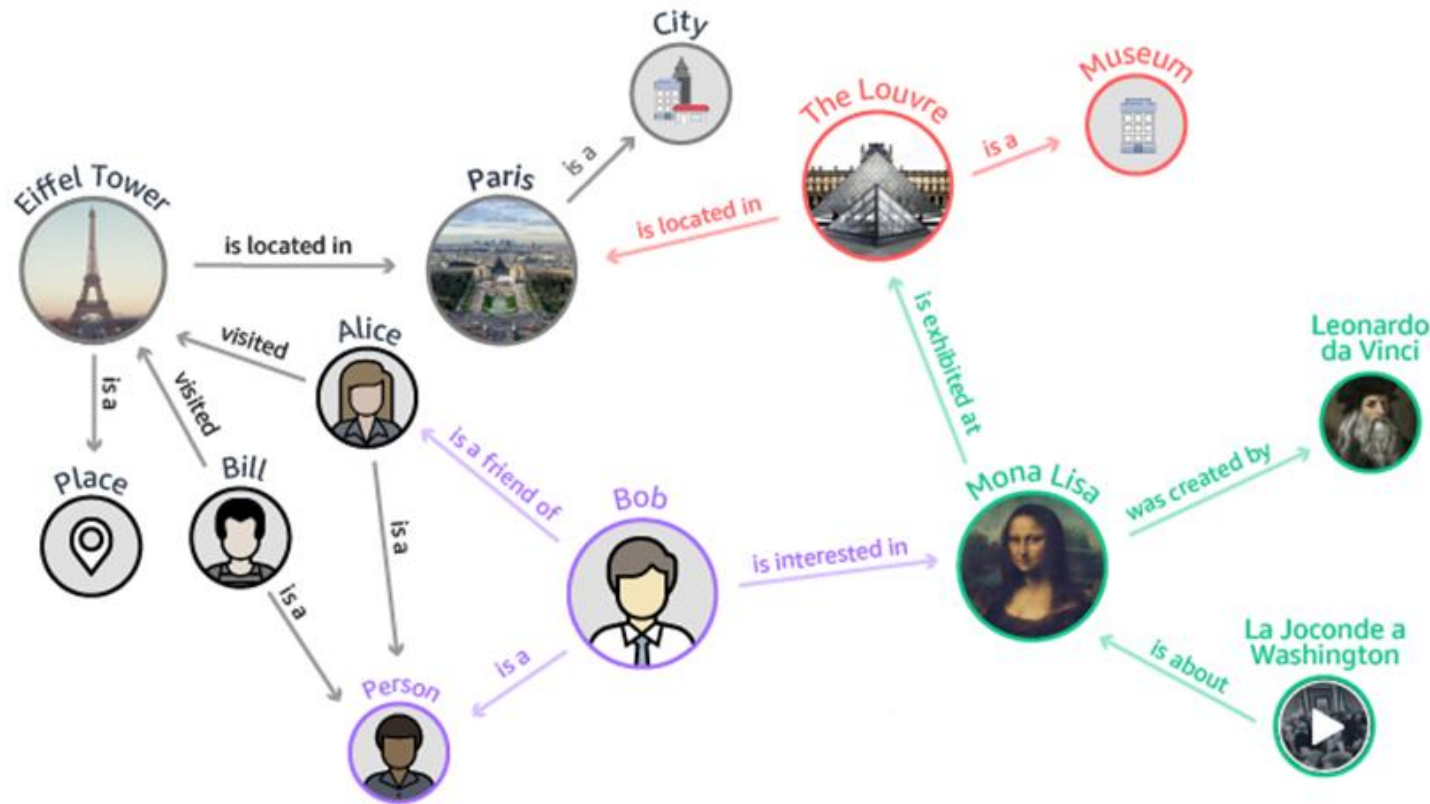 City
Museum
The Louvre
is a
is a
Eiffel Tower
Paris
is located in
is located in
visited
Alice
is exhibited at
Leonardo
da Vinci
is a
visited
Place
Bill
is a friend of
Bob
Mona Lisa
was created by
is a
is interested in
is a
La Joconde a
Washington
is about
is a
Person